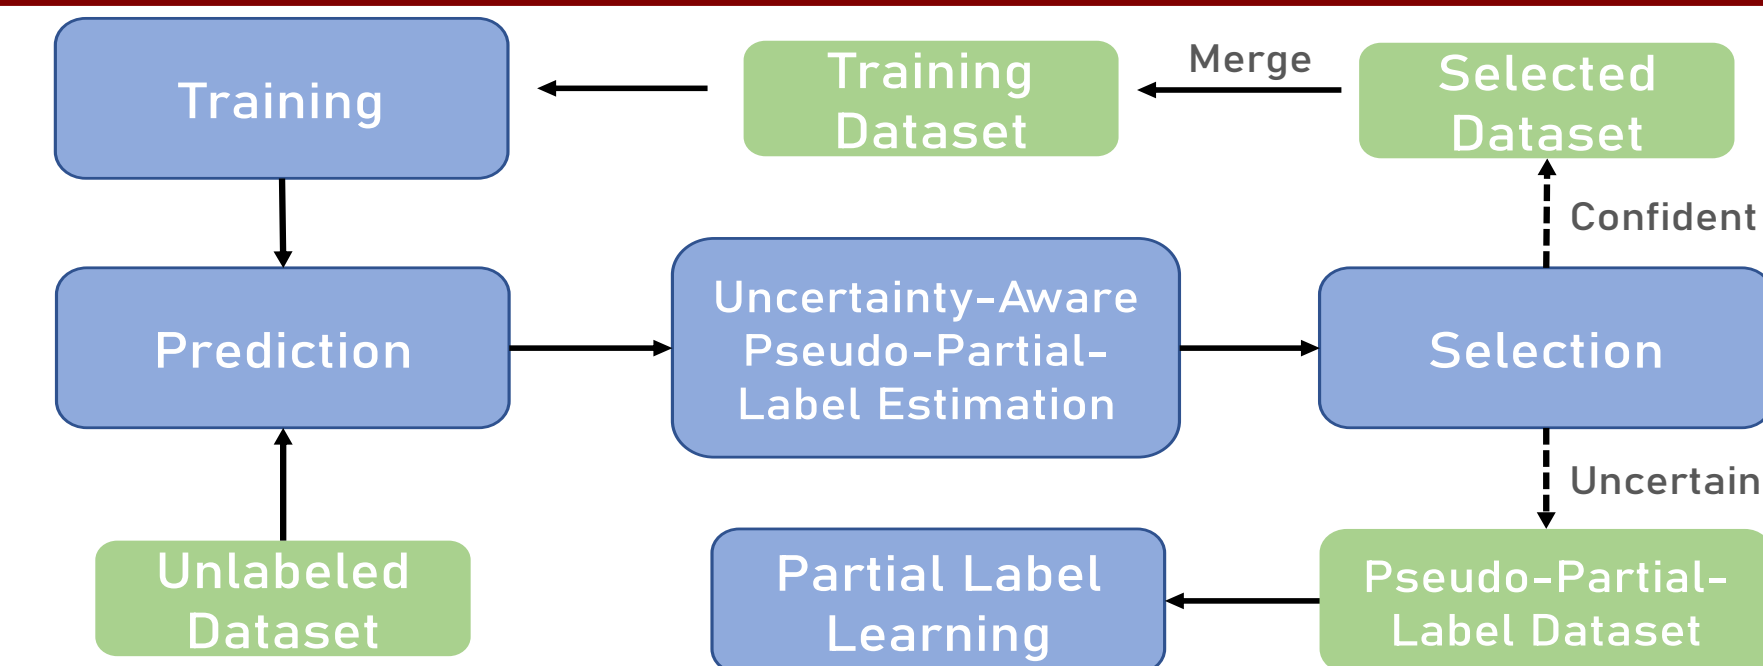 Training
Training
Dataset
Merge
Selected
Dataset
Confident
Prediction
Uncertainty-Aware
Pseudo-Partial-
Label Estimation
Selection
Uncertain
Unlabeled
Dataset
Partial Label
Learning
Pseudo-Partial-
Label Dataset